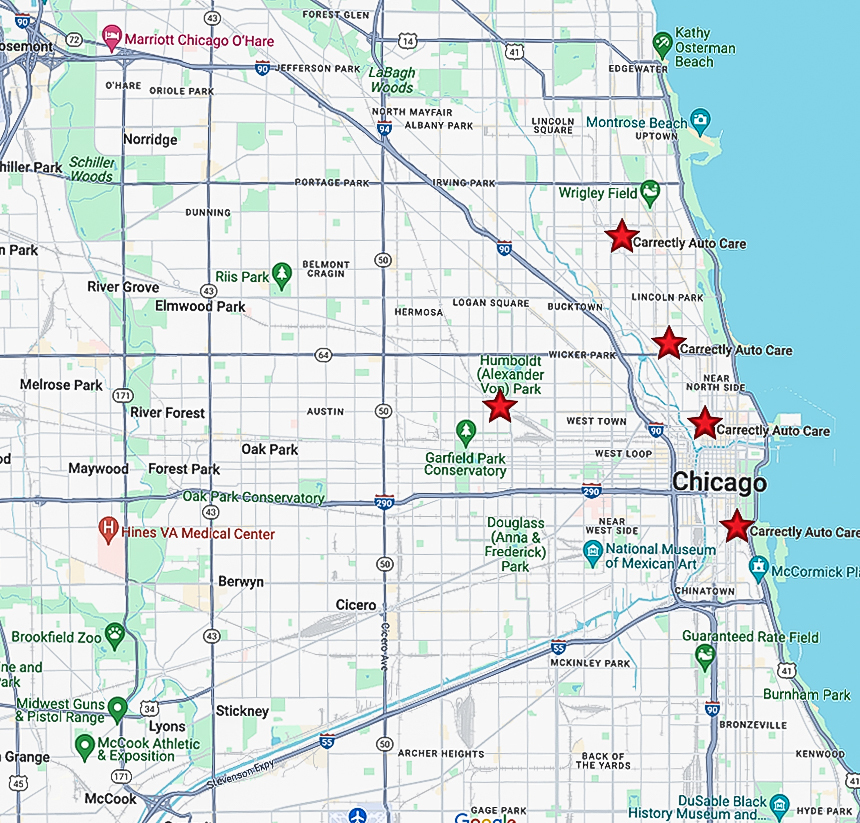 FOREST GLEN
43
90
72
Marriott Chicago O'Hare
14
41
Kathy
Osterman
Beach
osemont
90
JEFFERSON PARK
LaBagh
Woods
EDGEWATER
O'HARE
ORIOLE PARK
NORTH MAYFAIR
ALBANY PARK
94
LINCOLN
SQUARE
Montrose Beach
UPTOWN
Norridge
hiller Park
Schiller
Woods
PORTAGE PARK
IRVING PARK
Wrigley Field
DUNNING
n Park
90
Carrectly Auto Care
50
BELMONT
CRAGIN
Riis Park
River Grove
43
Elmwood Park
LINCOLN PARK
LOGAN SQUARE
BUCKTOWN
HERMOSA
64
WICKER PARK
Carrectly Auto Care
Humboldt
(Alexander
Von) Park
Melrose Park
171
NEAR
NORTH SIDE
River Forest
AUSTIN
50
WEST TOWN
90
Carrectly Auto Care
Oak Park
Garfield Park
Conservatory
WEST LOOP
od
Maywood
Forest Park
Chicago
Oak Park Conservatory
290
290
43
Hines VA Medical Center
Douglass
(Anna &
Frederick)
Park
NEAR
WEST SIDE
Carrectly Auto Care
National Museum
of Mexican Art
50
McCormick Pla
Berwyn
CHINATOWN
Cicero
Brookfield Zoo
43
Cicero Ave
Guaranteed Rate Field
55
MCKINLEY PARK
ne and
Park
41
Burnham Park
Midwest Guns
& Pistol Range
34
Stickney
90
Lyons
BRONZEVILLE
55
50
McCook Athletic
& Exposition
ARCHER HEIGHTS
BACK OF
THE YARDS
KENWOOD
a Grange
171
45
Stevenson Expy
41
McCook
DuSable Black
History Museum and...
HYDE PARK
GAGE PARK
Google